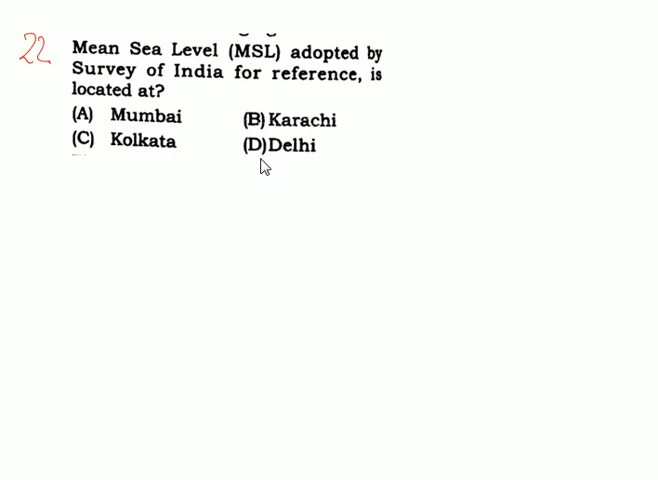 22 Mean Sea Level (MSL) adopted by
Survey of India for reference, is
located at?
(A) Mumbai (B) Karachi
(C) Kolkata (D) Delhi